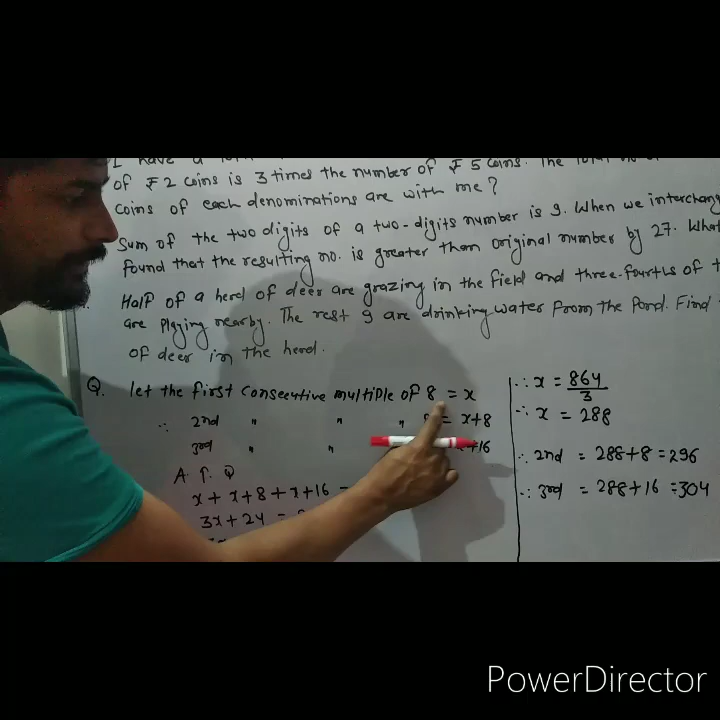 I have a
of ₹2 coins is 3 times the number of ₹5 coins. The total no.
coins of each denominations are with me?
Sum of the two digits of a two-digits number is 9. When we interchang
found that the resulting no. is greater than original number by 27. What
Half of a herd of deer are grazing in the field and three-fourths of t
are playing nearby. The rest 9 are drinking water from the Pond. Find
of deer in the herd.
Q. let the first Consecutive multiple of 8 = x
∴ 2nd " " " 8 = x+8
3rd " " x+16
A.T.Q
x + x+8 + x+16 =
3x+24 =
∴ x = 864/3
∴ x = 288
∴ 2nd = 288+8 = 296
∴ 3rd = 288+16 = 304
PowerDirector